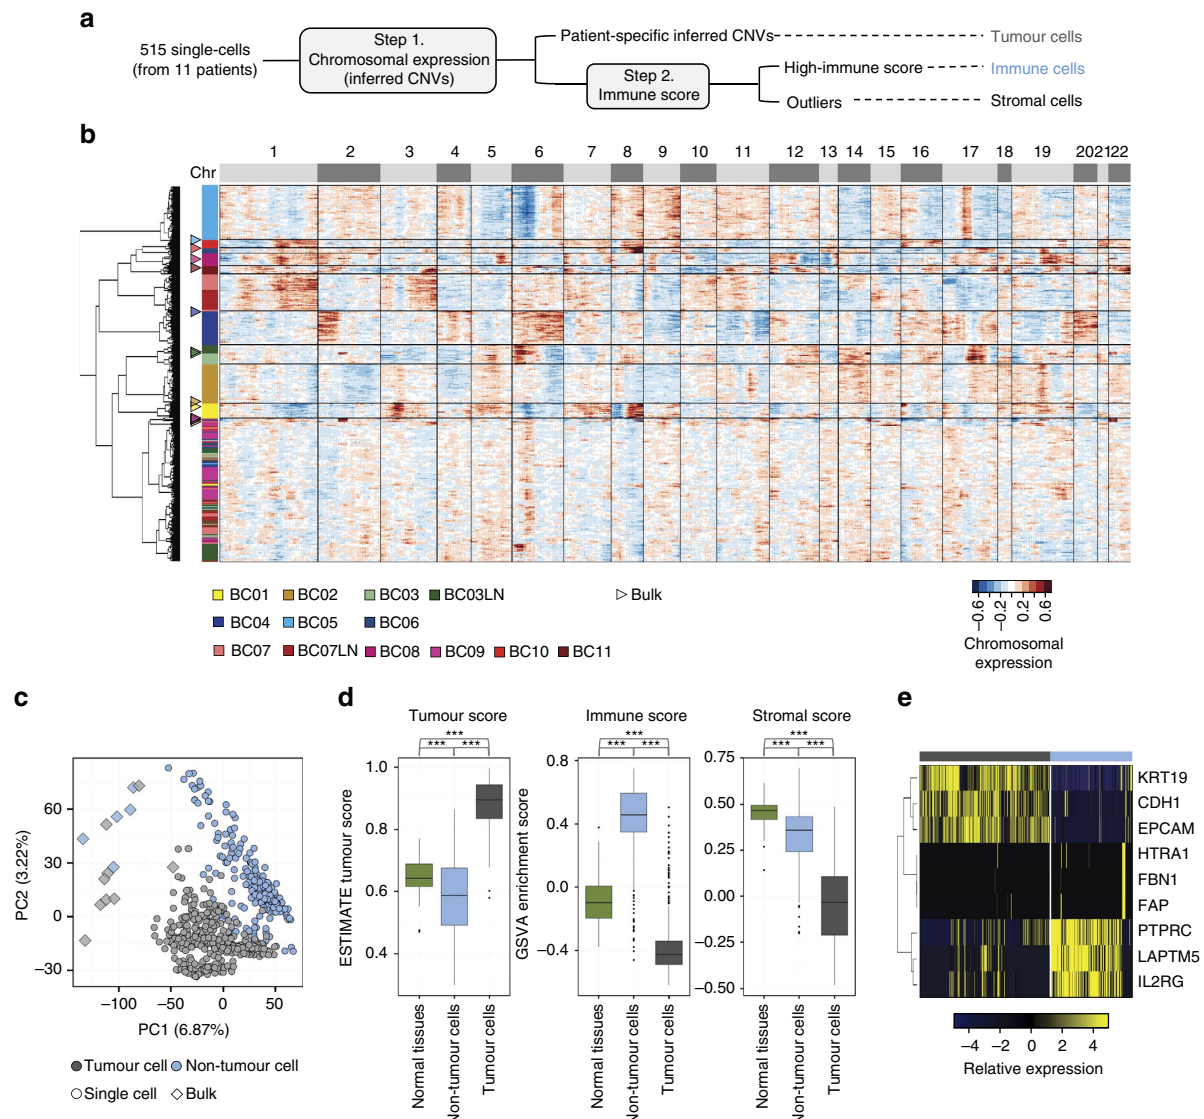 a
515 single-cells
(from 11 patients)
Step 1.
Chromosomal expression
(inferred CNVs)
Patient-specific inferred CNVs
Tumour cells
Step 2.
Immune score
High-immune score
Immune cells
Outliers
Stromal cells
b
Chr
1 2 3 4 5 6 7 8 9 10 11 12 13 14 15 16 17 18 19 20 21 22
BC01 BC02 BC03 BC03LN Bulk
BC04 BC05 BC06
BC07 BC07LN BC08 BC09 BC10 BC11
−0.6 −0.2 0.2 0.6
Chromosomal
expression
c
PC2 (3.22%)
60
30
0
−30
−100 −50 0 50
PC1 (6.87%)
Tumour cell Non-tumour cell
Single cell Bulk
d
Tumour score
***
*** ***
ESTIMATE tumour score
1.0
0.8
0.6
0.4
Normal tissues
Non-tumour cells
Tumour cells
Immune score
***
*** ***
GSVA enrichment score
0.8
0.4
0.0
−0.4
Normal tissues
Non-tumour cells
Tumour cells
Stromal score
***
*** ***
0.75
0.50
0.25
0.00
−0.25
−0.50
Normal tissues
Non-tumour cells
Tumour cells
e
KRT19
CDH1
EPCAM
HTRA1
FBN1
FAP
PTPRC
LAPTM5
IL2RG
−4 −2 0 2 4
Relative expression